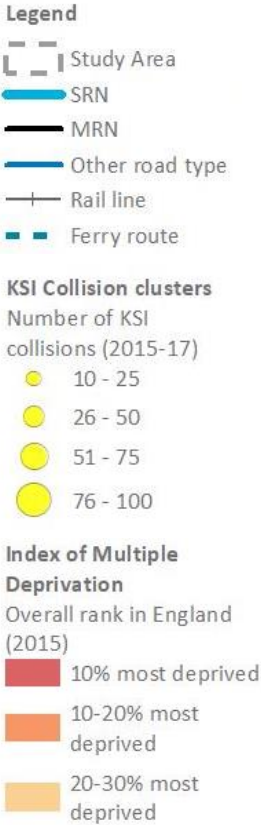 Legend
Study Area
SRN
MRN
Other road type
Rail line
Ferry route
KSI Collision clusters
Number of KSI
collisions (2015-17)
10 - 25
26 - 50
51 - 75
76 - 100
Index of Multiple
Deprivation
Overall rank in England
(2015)
10% most deprived
10-20% most
deprived
20-30% most
deprived